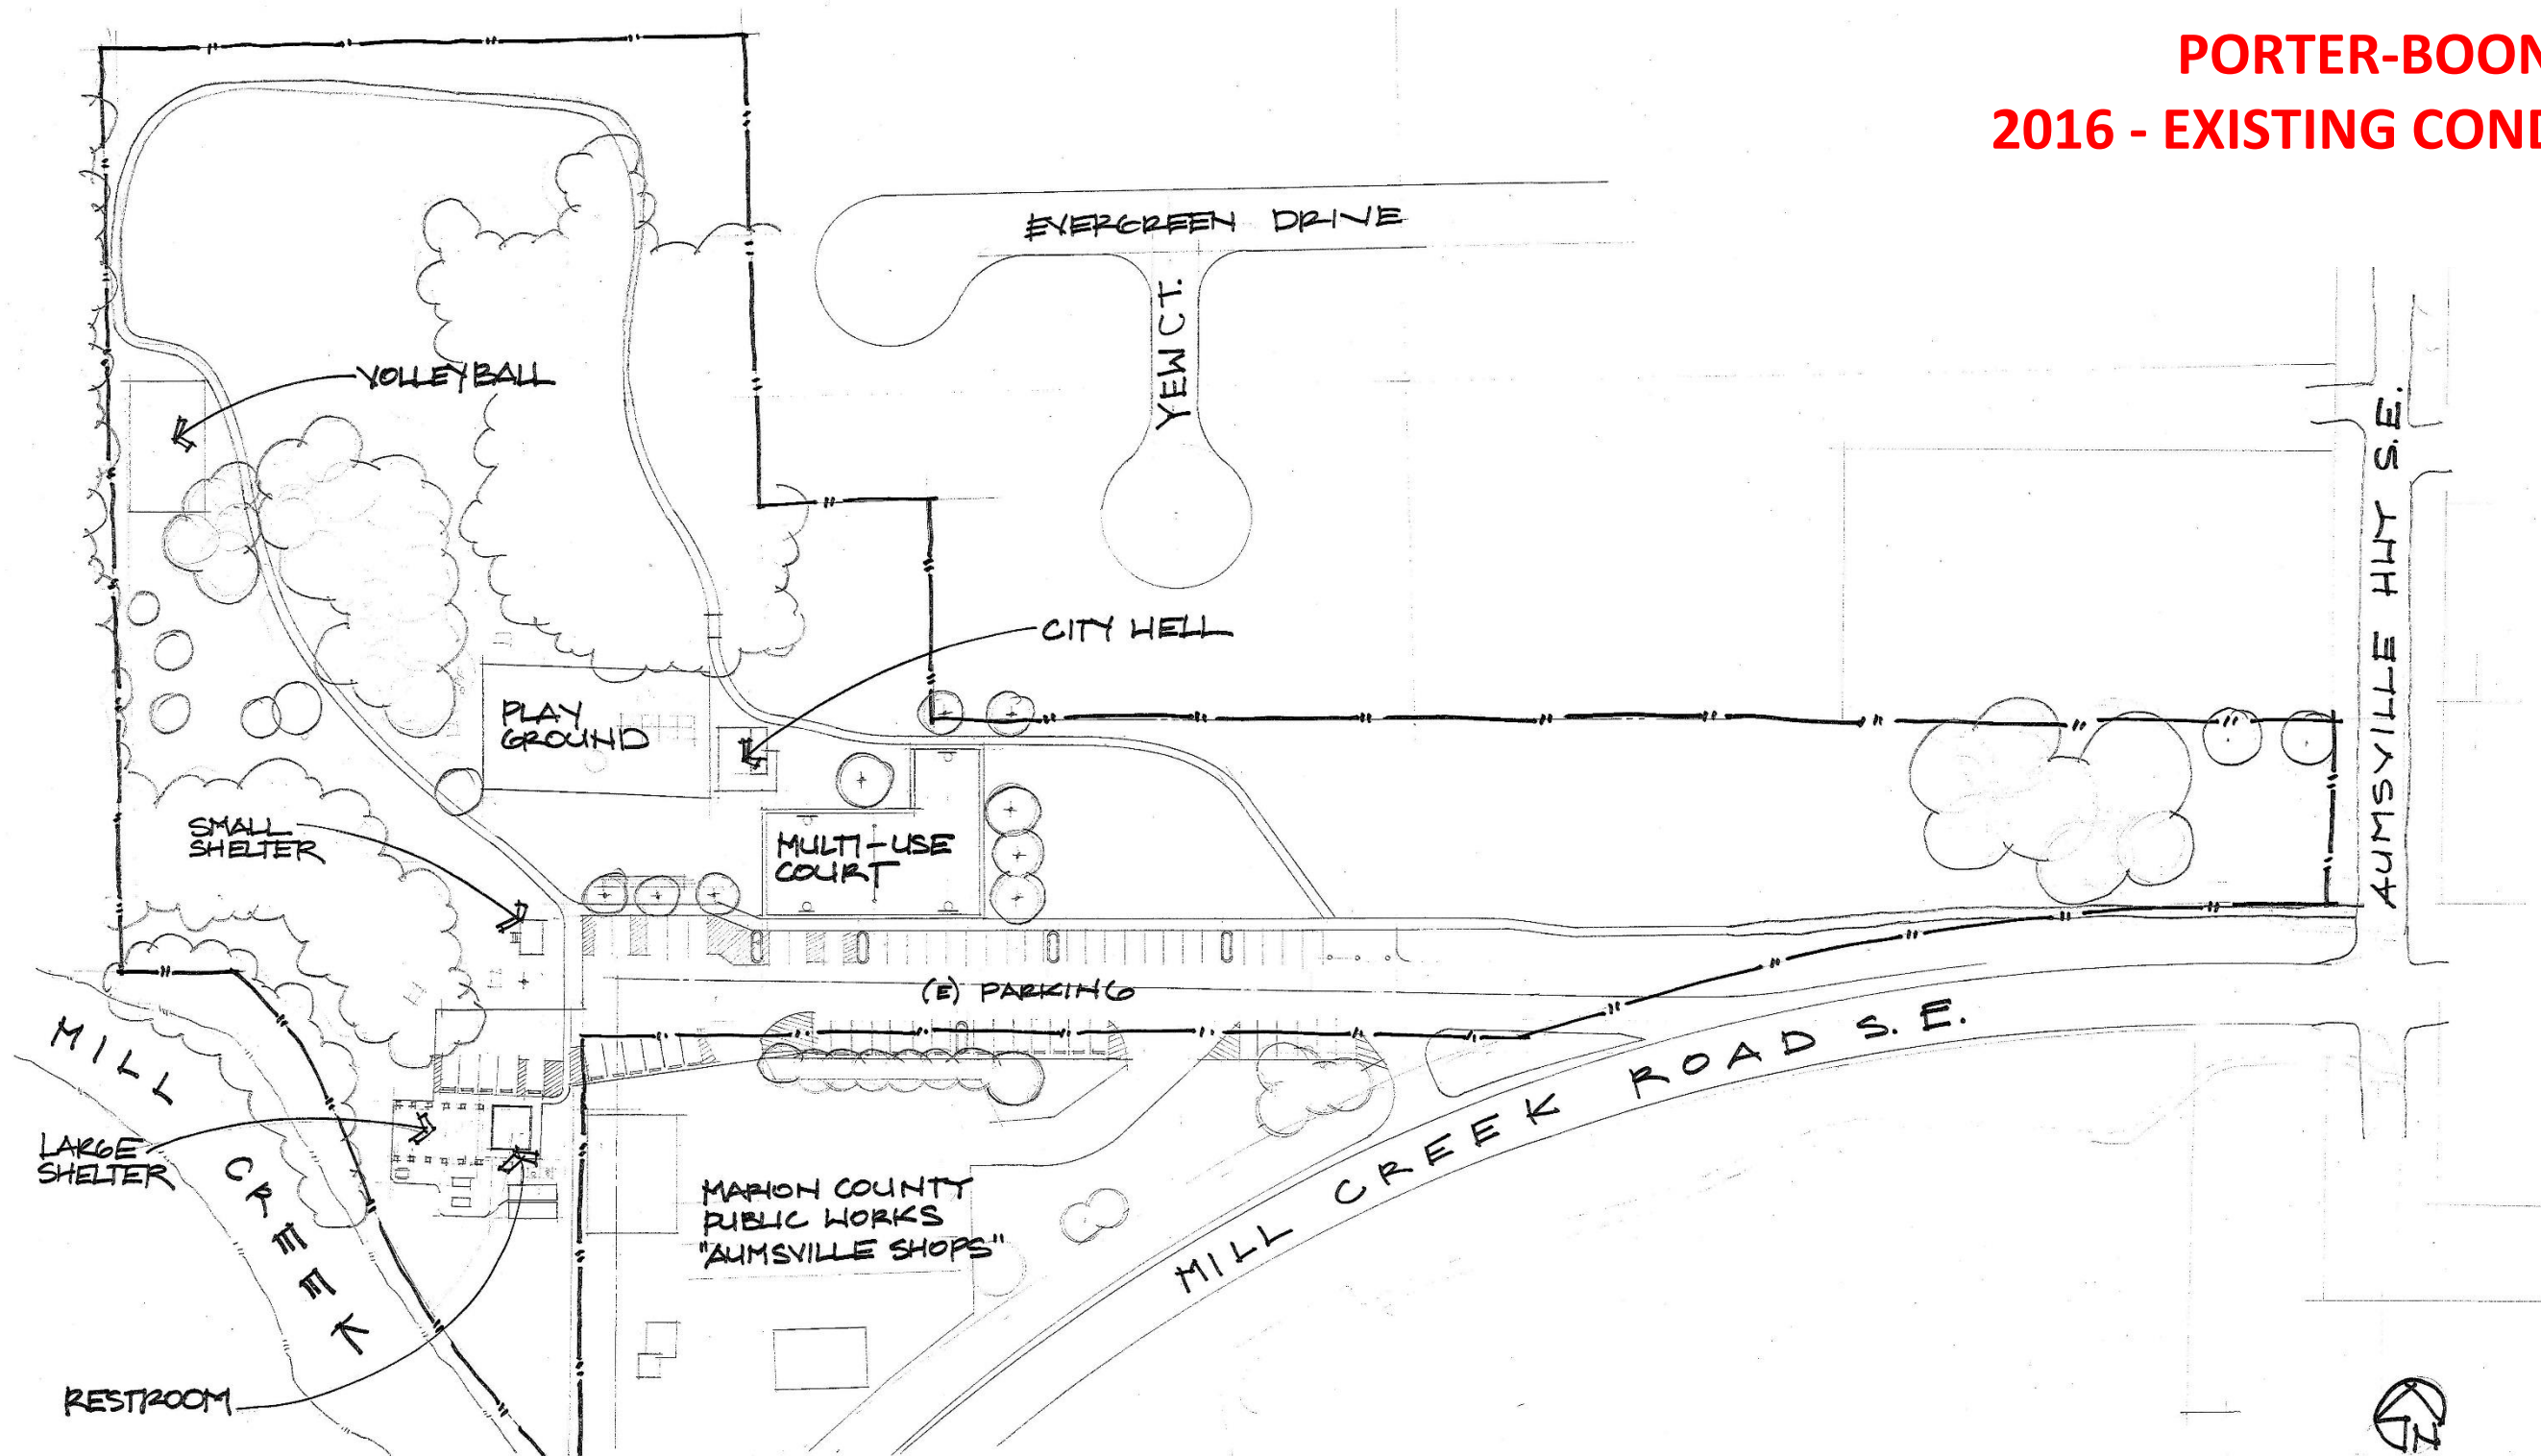 PORTER-BOON
2016 - EXISTING COND
EVERGREEN DRIVE
YEW CT.
VOLLEYBALL
AUMSVILLE HWY S.E.
CITY WELL
PLAY
GROUND
SMALL
SHELTER
MULTI-USE
COURT
(E) PARKING
MILL CREEK
MILL CREEK ROAD S.E.
LARGE
SHELTER
MARION COUNTY
PUBLIC WORKS
"AUMSVILLE SHOPS"
RESTROOM
N